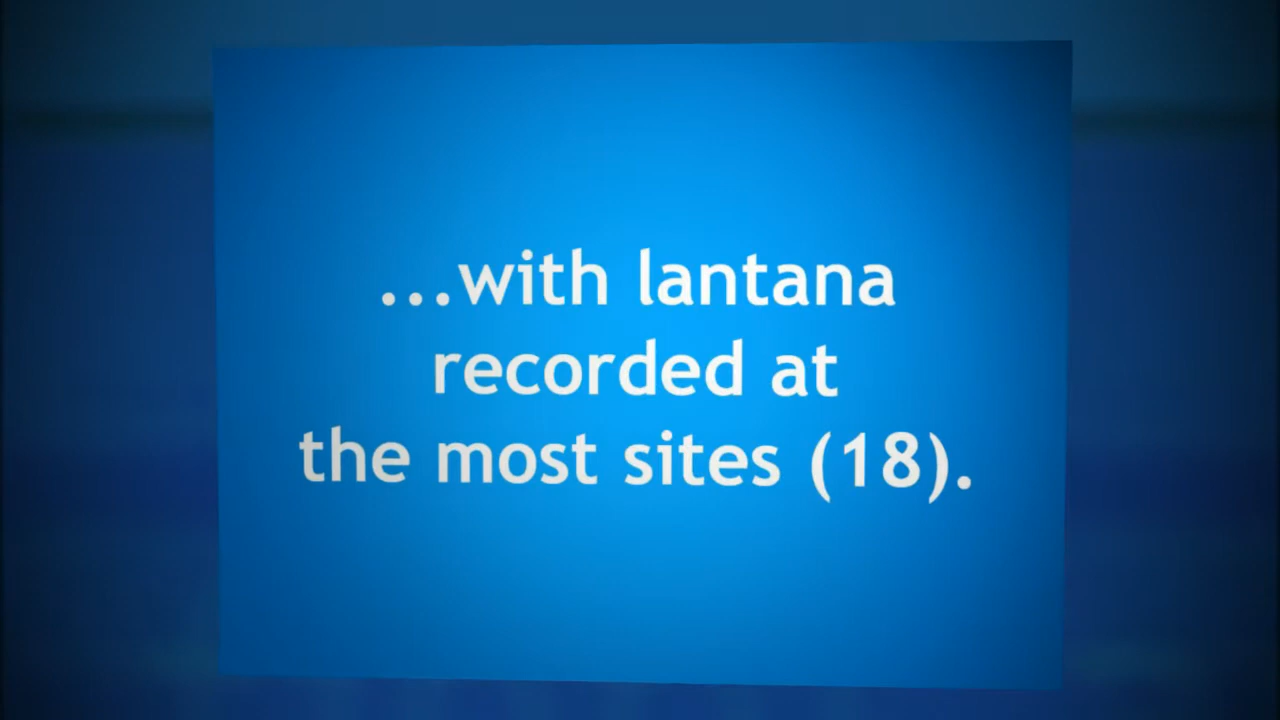 ...with lantana
recorded at
the most sites (18).